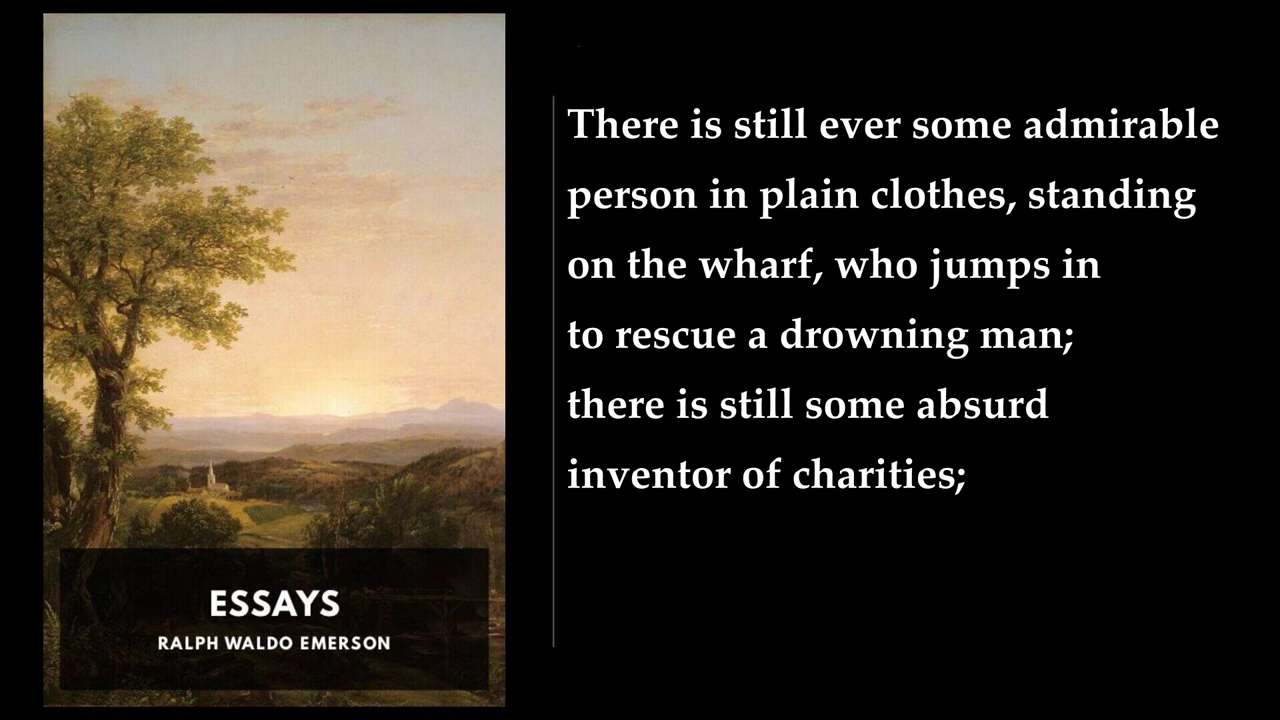 There is still ever some admirable
person in plain clothes, standing
on the wharf, who jumps in
to rescue a drowning man;
there is still some absurd
inventor of charities;
ESSAYS
RALPH WALDO EMERSON